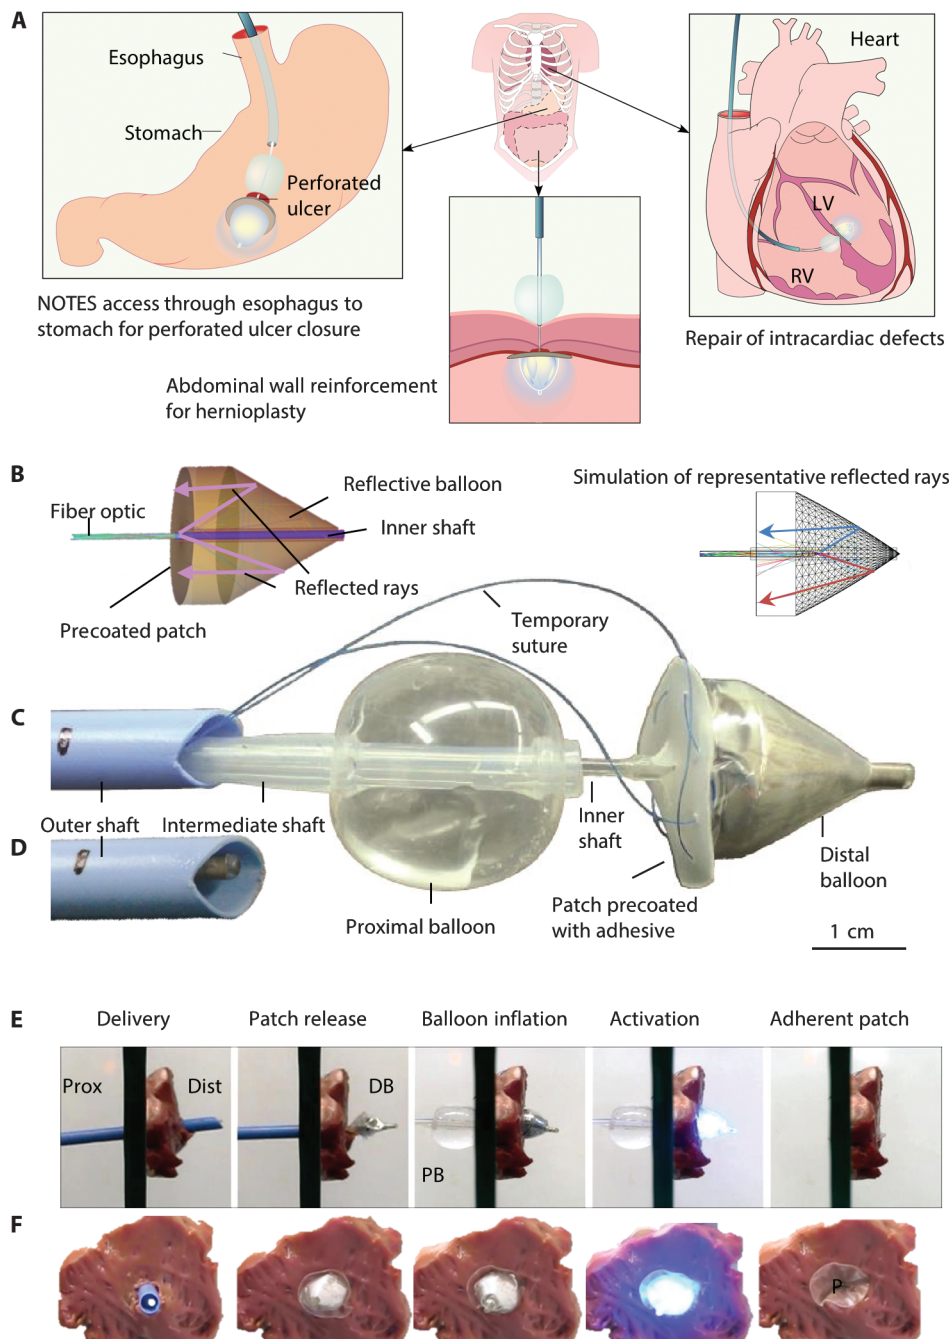 A
Esophagus
Stomach
Perforated
ulcer
NOTES access through esophagus to
stomach for perforated ulcer closure
Abdominal wall reinforcement
for hernioplasty
Heart
LV
RV
Repair of intracardiac defects
B
Fiber optic
Reflective balloon
Inner shaft
Reflected rays
Precoated patch
Simulation of representative reflected rays
Temporary
suture
C
Outer shaft
Intermediate shaft
Inner
shaft
Proximal balloon
Patch precoated
with adhesive
Distal
balloon
D
1 cm
E
Delivery
Patch release
Balloon inflation
Activation
Adherent patch
Prox
Dist
DB
PB
F
P